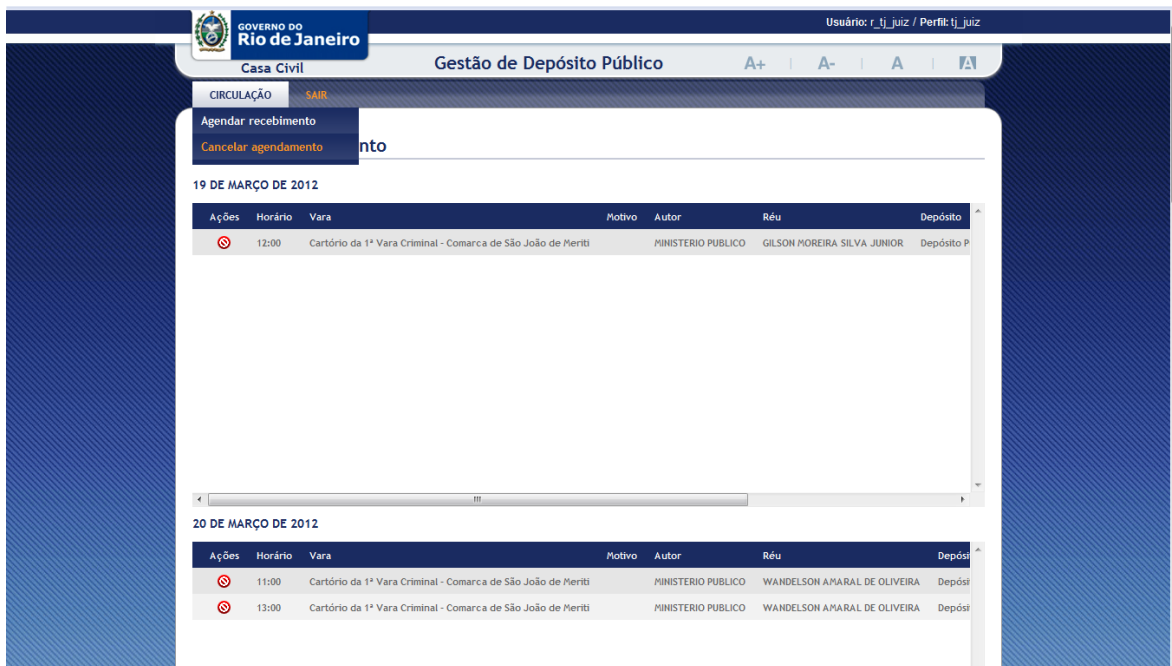 Usuário: r_tj_juiz / Perfil: tj_juiz
GOVERNO DO
Rio de Janeiro
Casa Civil
Gestão de Depósito Público
A+ | A- | A | A
CIRCULAÇÃO SAIR
Agendar recebimento
Cancelar agendamento
nto
19 DE MARÇO DE 2012
Ações Horário Vara Motivo Autor Réu Depósito
12:00 Cartório da 1ª Vara Criminal - Comarca de São João de Meriti MINISTERIO PUBLICO GILSON MOREIRA SILVA JUNIOR Depósito P
20 DE MARÇO DE 2012
Ações Horário Vara Motivo Autor Réu Depósi
11:00 Cartório da 1ª Vara Criminal - Comarca de São João de Meriti MINISTERIO PUBLICO WANDELSON AMARAL DE OLIVEIRA Depósi
13:00 Cartório da 1ª Vara Criminal - Comarca de São João de Meriti MINISTERIO PUBLICO WANDELSON AMARAL DE OLIVEIRA Depósi